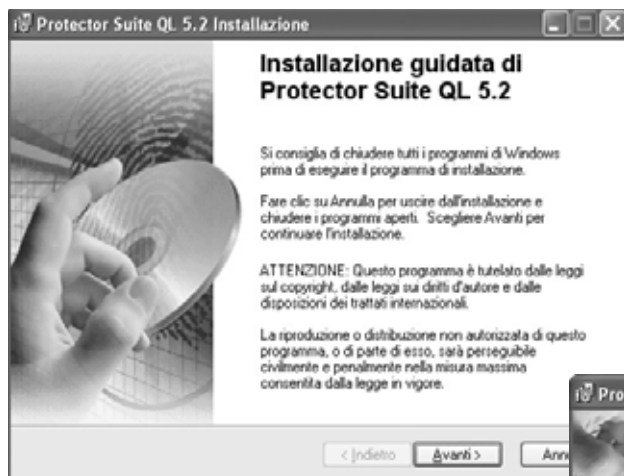 Protector Suite QL 5.2 Installazione
Installazione guidata di
Protector Suite QL 5.2
Si consiglia di chiudere tutti i programmi di Windows
prima di eseguire il programma di installazione.
Fare clic su Annulla per uscire dall'installazione e
chiudere i programmi aperti. Scegliere Avanti per
continuare l'installazione.
ATTENZIONE: Questo programma è tutelato dalle leggi
sul copyright, dalle leggi sui diritti d'autore e dalle
disposizioni dei trattati internazionali.
La riproduzione o distribuzione non autorizzata di questo
programma, o di parte di esso, sarà perseguibile
civilmente e penalmente nella misura massima
consentita dalla legge in vigore.
Pro
< Indietro
Avanti >
Ann